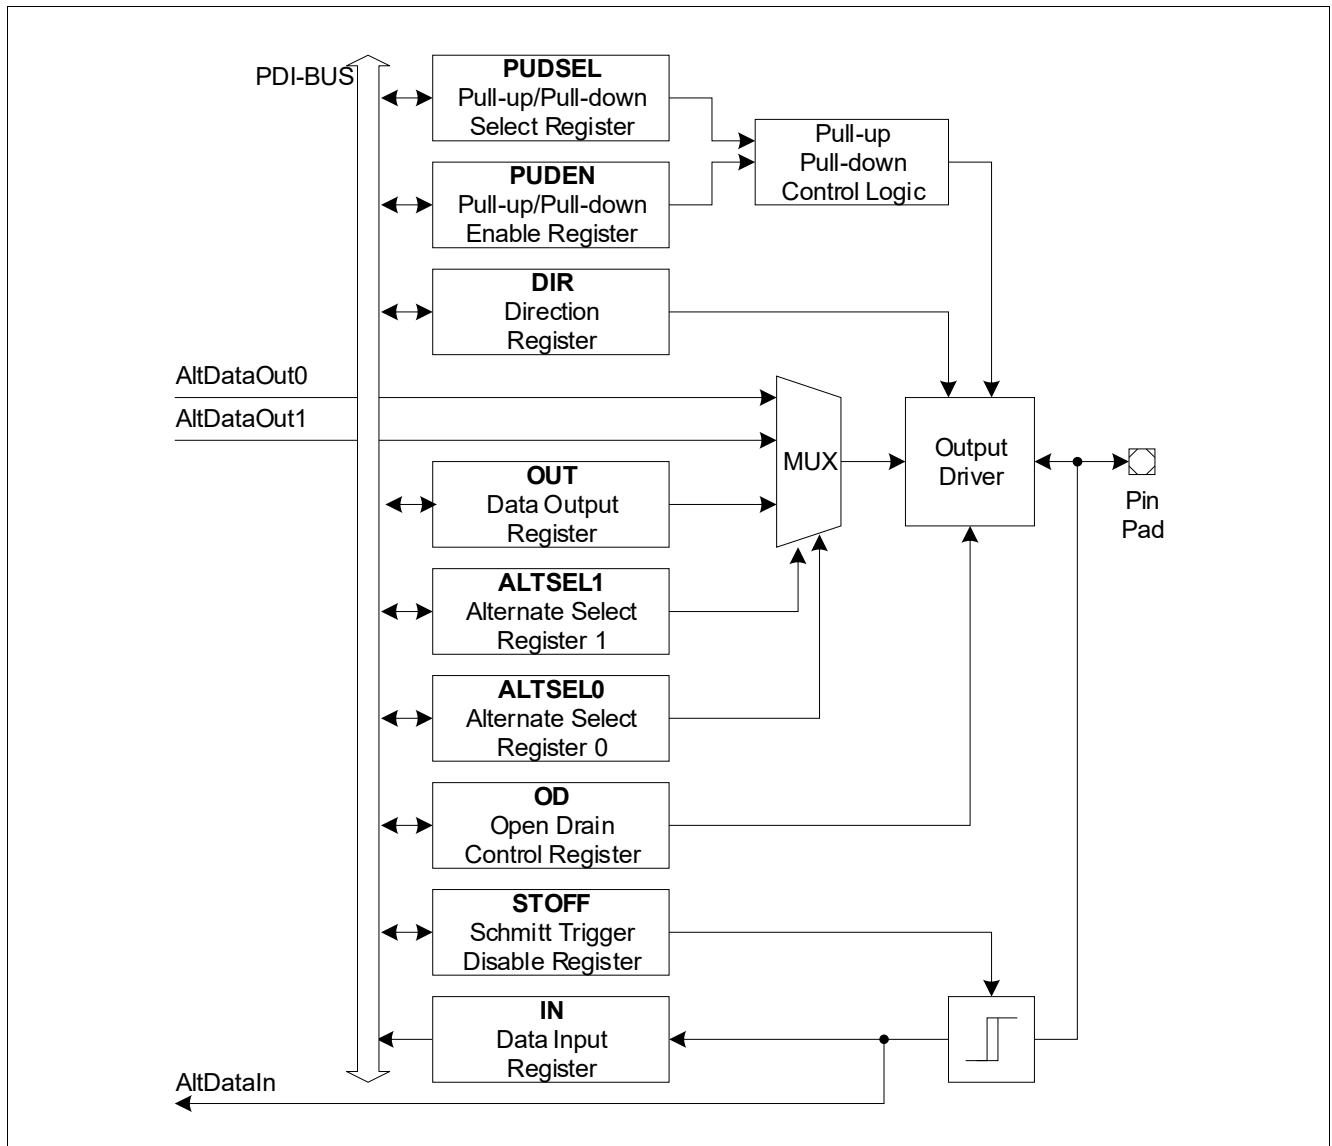 PDI-BUS
PUDSEL
Pull-up/Pull-down
Select Register
Pull-up
Pull-down
Control Logic
PUDEN
Pull-up/Pull-down
Enable Register
DIR
Direction
Register
AltDataOut0
AltDataOut1
MUX
Output
Driver
Pin
Pad
OUT
Data Output
Register
ALTSEL1
Alternate Select
Register 1
ALTSEL0
Alternate Select
Register 0
OD
Open Drain
Control Register
STOFF
Schmitt Trigger
Disable Register
IN
Data Input
Register
AltDataIn